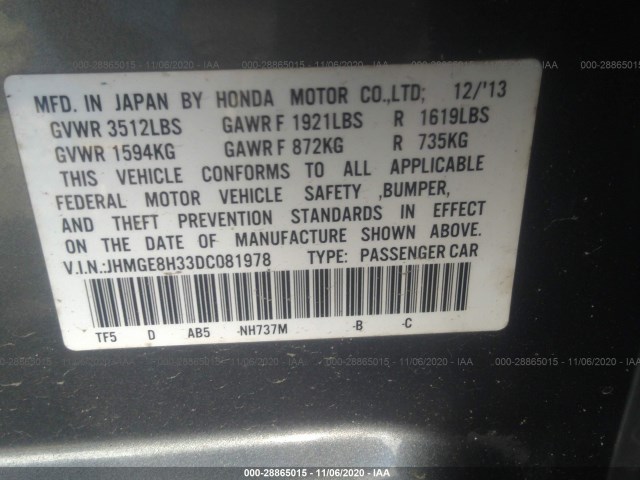 000-28865015 · 11/06/2020 · IAA
MFD. IN JAPAN BY HONDA MOTOR CO.,LTD; 12/'13
GVWR 3512LBS GAWR F 1921LBS R 1619LBS
GVWR 1594KG GAWR F 872KG R 735KG
THIS VEHICLE CONFORMS TO ALL APPLICABLE
FEDERAL MOTOR VEHICLE SAFETY ,BUMPER,
AND THEFT PREVENTION STANDARDS IN EFFECT
ON THE DATE OF MANUFACTURE SHOWN ABOVE.
V.I.N.:JHMGE8H33DC081978 TYPE: PASSENGER CAR
TF5 D AB5 -NH737M -B -C
000-28865015 · 11/06/2020 · IAA